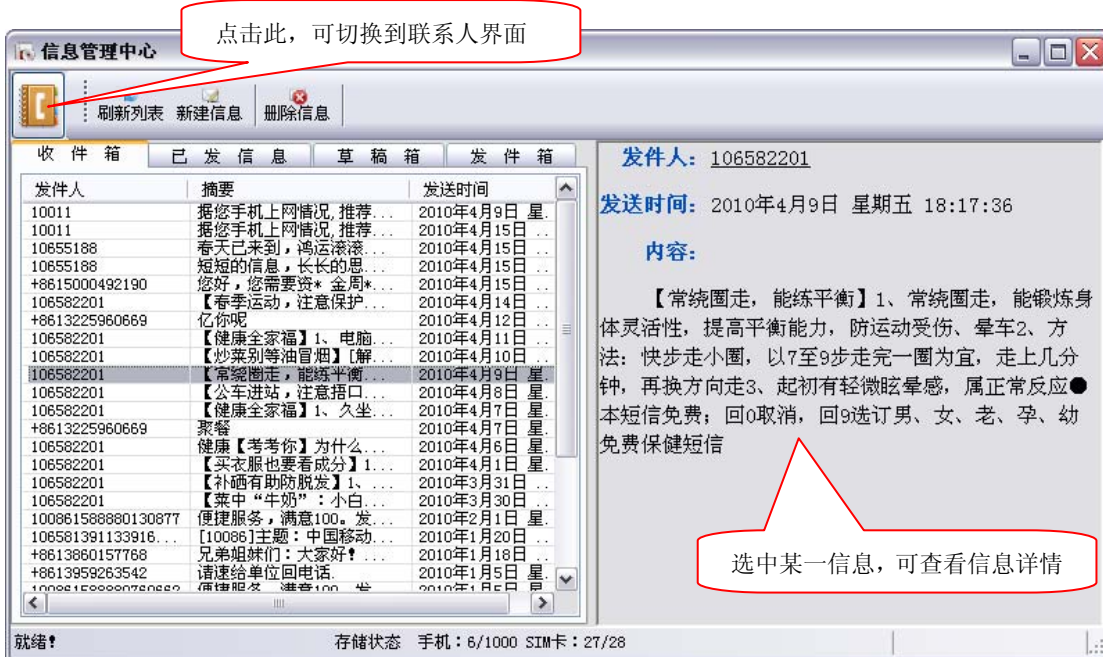 点击此，可切换到联系人界面
信息管理中心
刷新列表 新建信息 删除信息
收件箱 已发信息 草稿箱 发件箱
发件人 摘要 发送时间
10011 据您手机上网情况,推荐... 2010年4月9日 星.
10011 据您手机上网情况,推荐... 2010年4月15日 ..
10655188 春天已来到，鸿运滚滚... 2010年4月15日 ..
10655188 短短的信息，长长的思... 2010年4月15日 ..
+8615000492190 您好，您需要资* 金周*... 2010年4月15日 ..
106582201 【春季运动，注意保护... 2010年4月14日 ..
+8613225960669 亿你呢 2010年4月12日 ..
106582201 【健康全家福】1、电脑... 2010年4月11日 ..
106582201 【炒菜别等油冒烟】[解... 2010年4月10日 ..
106582201 【常绕圈走，能练平衡... 2010年4月9日 星.
106582201 【公车进站，注意捂口... 2010年4月8日 星.
106582201 【健康全家福】1、久坐... 2010年4月7日 星.
+8613225960669 聚餐 2010年4月7日 星.
106582201 健康【考考你】为什么... 2010年4月6日 星.
106582201 【买衣服也要看成分】1... 2010年4月1日 星.
106582201 【补硒有助防脱发】1、... 2010年3月31日 ..
106582201 【菜中“牛奶”：小白... 2010年3月30日 ..
100861588880130877 便捷服务，满意100。发... 2010年2月1日 星.
106581391133916... [10086]主题：中国移动... 2010年1月20日 ..
+8613860157768 兄弟姐妹们：大家好！... 2010年1月18日 ..
+8613959263542 请速给单位回电话. 2010年1月5日 星.
便捷服务，满意100 发 2010年1月5日 星
发件人：106582201
发送时间：2010年4月9日 星期五 18:17:36
内容：
【常绕圈走，能练平衡】1、常绕圈走，能锻炼身
体灵活性，提高平衡能力，防运动受伤、晕车2、方
法：快步走小圈，以7至9步走完一圈为宜，走上几分
钟，再换方向走3、起初有轻微眩晕感，属正常反应●
本短信免费；回0取消，回9选订男、女、老、孕、幼
免费保健短信
选中某一信息，可查看信息详情
就绪！ 存储状态 手机：6/1000 SIM卡：27/28